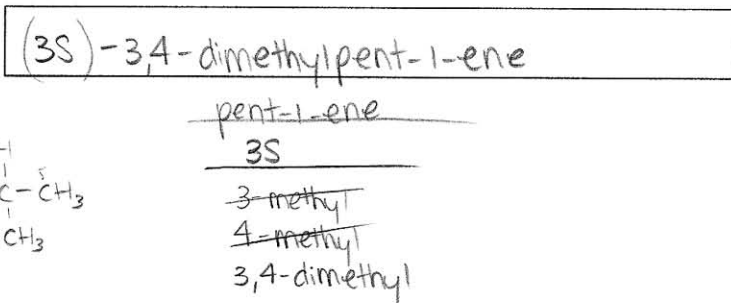 (3S)-3,4-dimethylpent-1-ene
pent-1-ene
3S
C-CH3
3-methyl
CH3
4-methyl
3,4-dimethyl